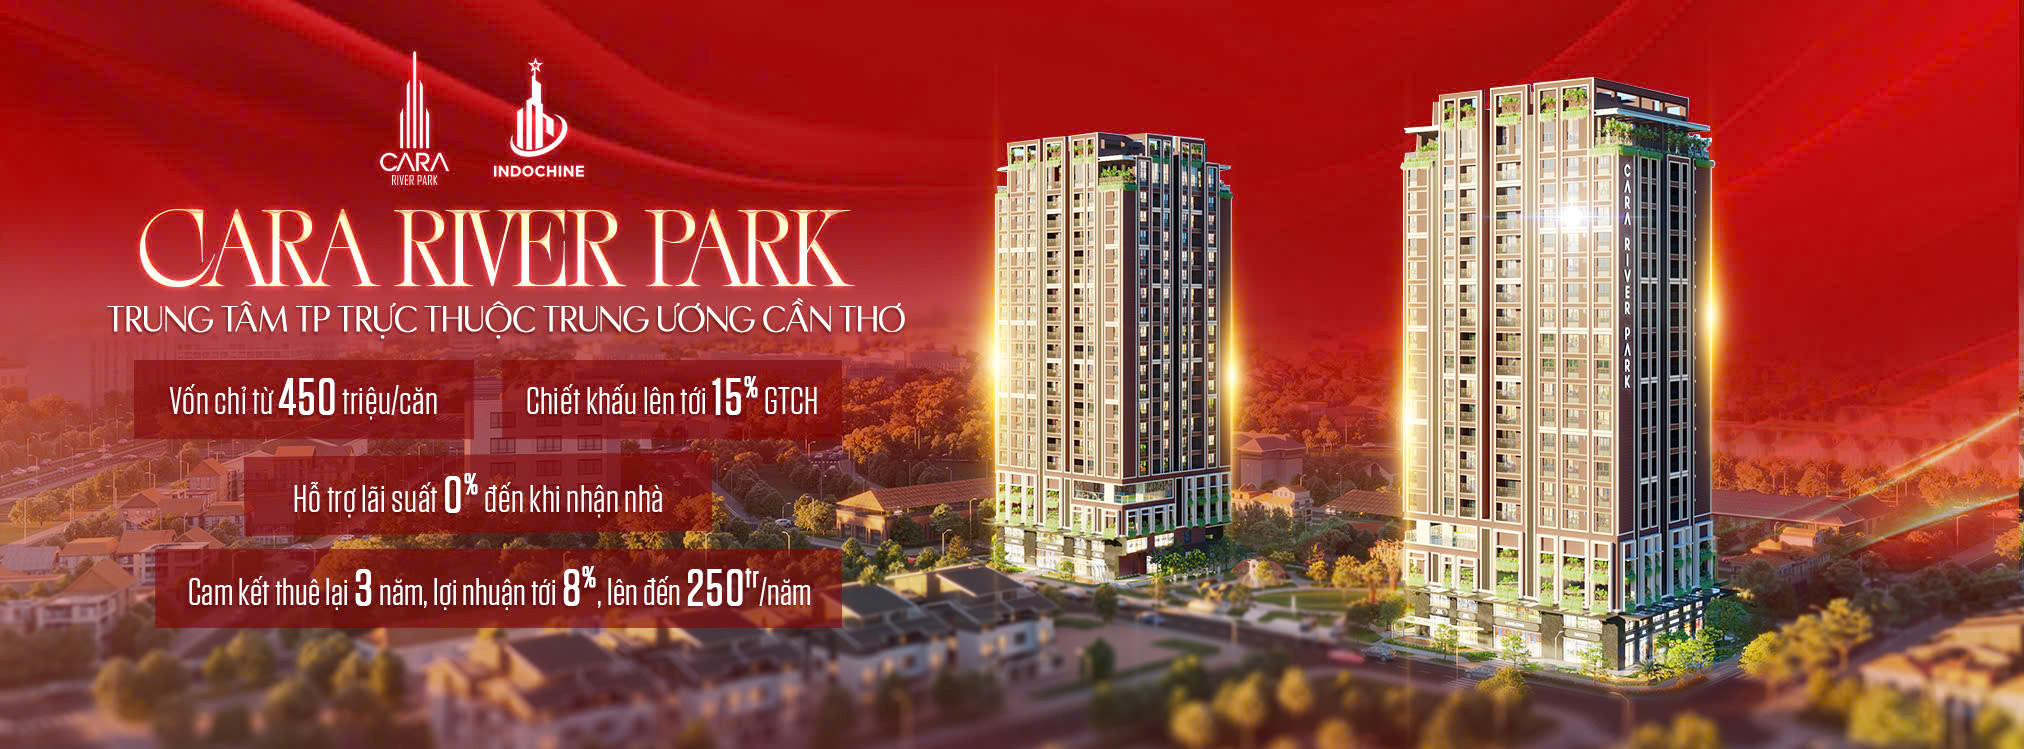 CARA
RIVER PARK
INDOCHINE
CARA RIVER PARK
TRUNG TÂM TP TRỰC THUỘC TRUNG ƯƠNG CẦN THƠ
Vốn chỉ từ 450 triệu/căn
Chiết khấu lên tới 15% GTCH
Hỗ trợ lãi suất 0% đến khi nhận nhà
Cam kết thuê lại 3 năm, lợi nhuận tới 8%, lên đến 250tr/năm
CARA RIVER PARK